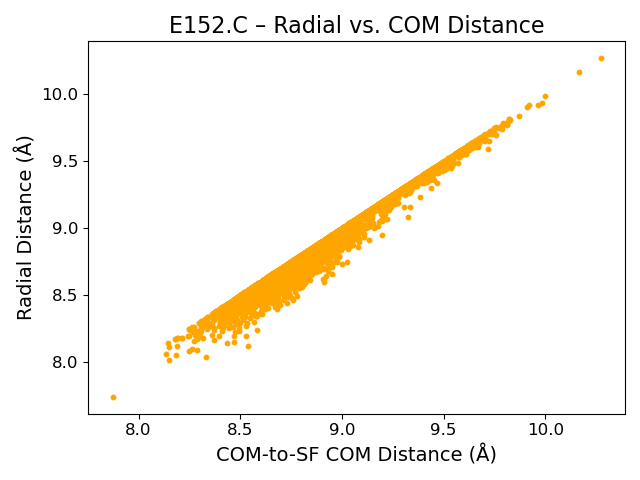 E152.C – Radial vs. COM Distance
Radial Distance (Å)
10.0
9.5
9.0
8.5
8.0
8.0 8.5 9.0 9.5 10.0
COM-to-SF COM Distance (Å)